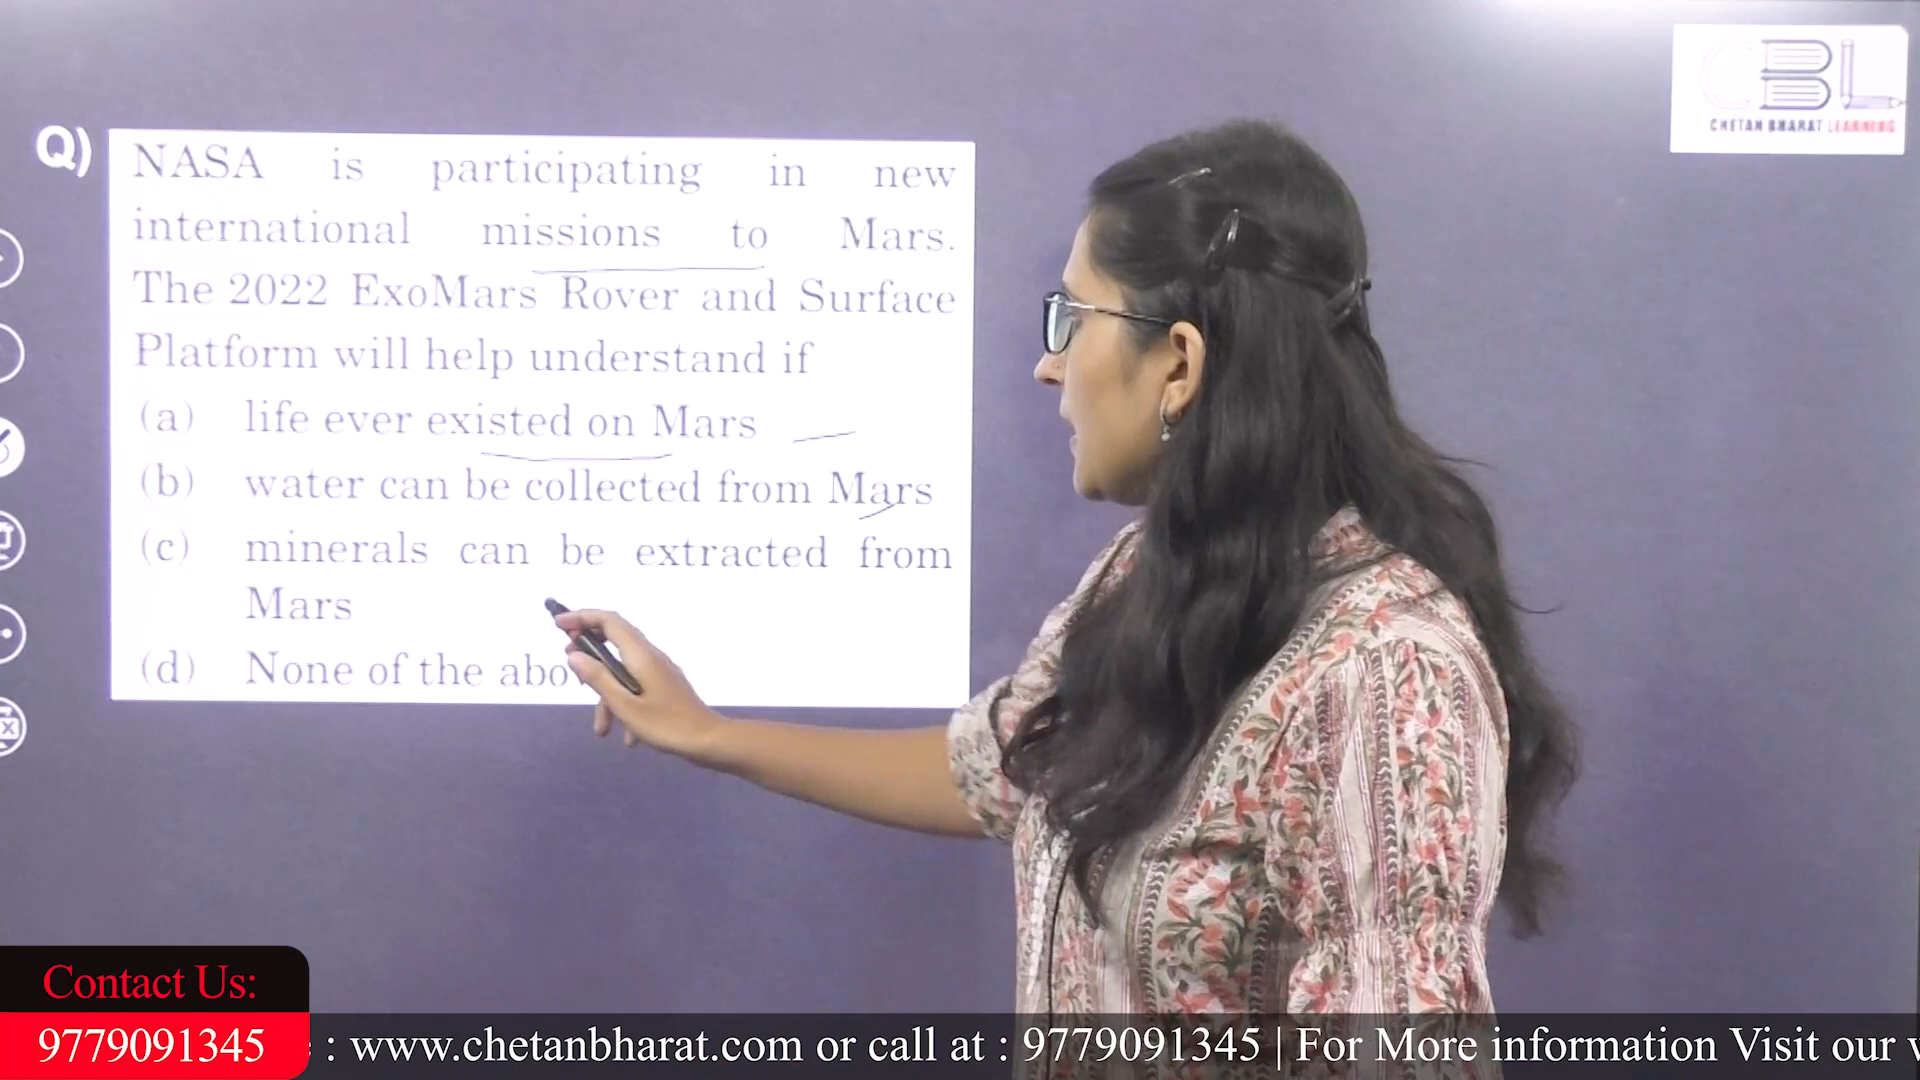 CBL
CHETAN BHARAT LEARNING
Q)
NASA is participating in new
international missions to Mars.
The 2022 ExoMars Rover and Surface
Platform will help understand if
(a) life ever existed on Mars
(b) water can be collected from Mars
(c) minerals can be extracted from
Mars
(d) None of the
Contact Us:
9779091345
: www.chetanbharat.com or call at : 9779091345 | For More information Visit our